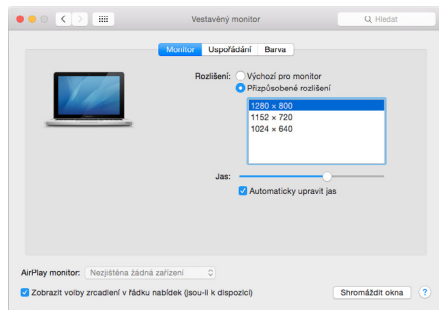 Vestavěný monitor
Hledat
Monitor Uspořádání Barva
Rozlišení: Výchozí pro monitor
Přizpůsobené rozlišení
1280 × 800
1152 × 720
1024 × 640
Jas:
Automaticky upravit jas
AirPlay monitor: Nezjištěna žádná zařízení
Zobrazit volby zrcadlení v řádku nabídek (jsou-li k dispozici) Shromáždit okna ?